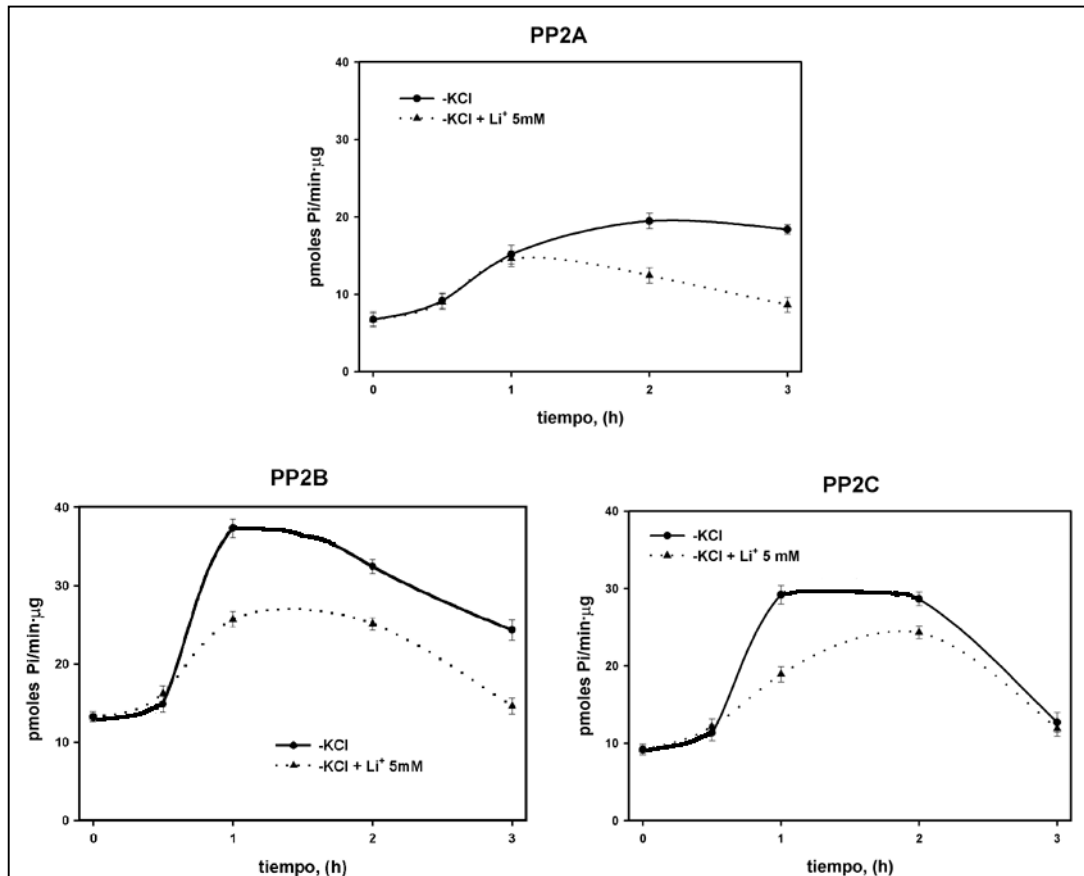 PP2A
40
30
20
10
0
pmoles Pi/min·µg
-KCl
-KCl + Li⁺ 5mM
0 1 2 3
tiempo, (h)
PP2B
40
30
20
10
0
pmoles Pi/min·µg
-KCl
-KCl + Li⁺ 5mM
0 1 2 3
tiempo, (h)
PP2C
40
30
20
10
0
pmoles Pi/min·µg
-KCl
-KCl + Li⁺ 5 mM
0 1 2 3
tiempo, (h)